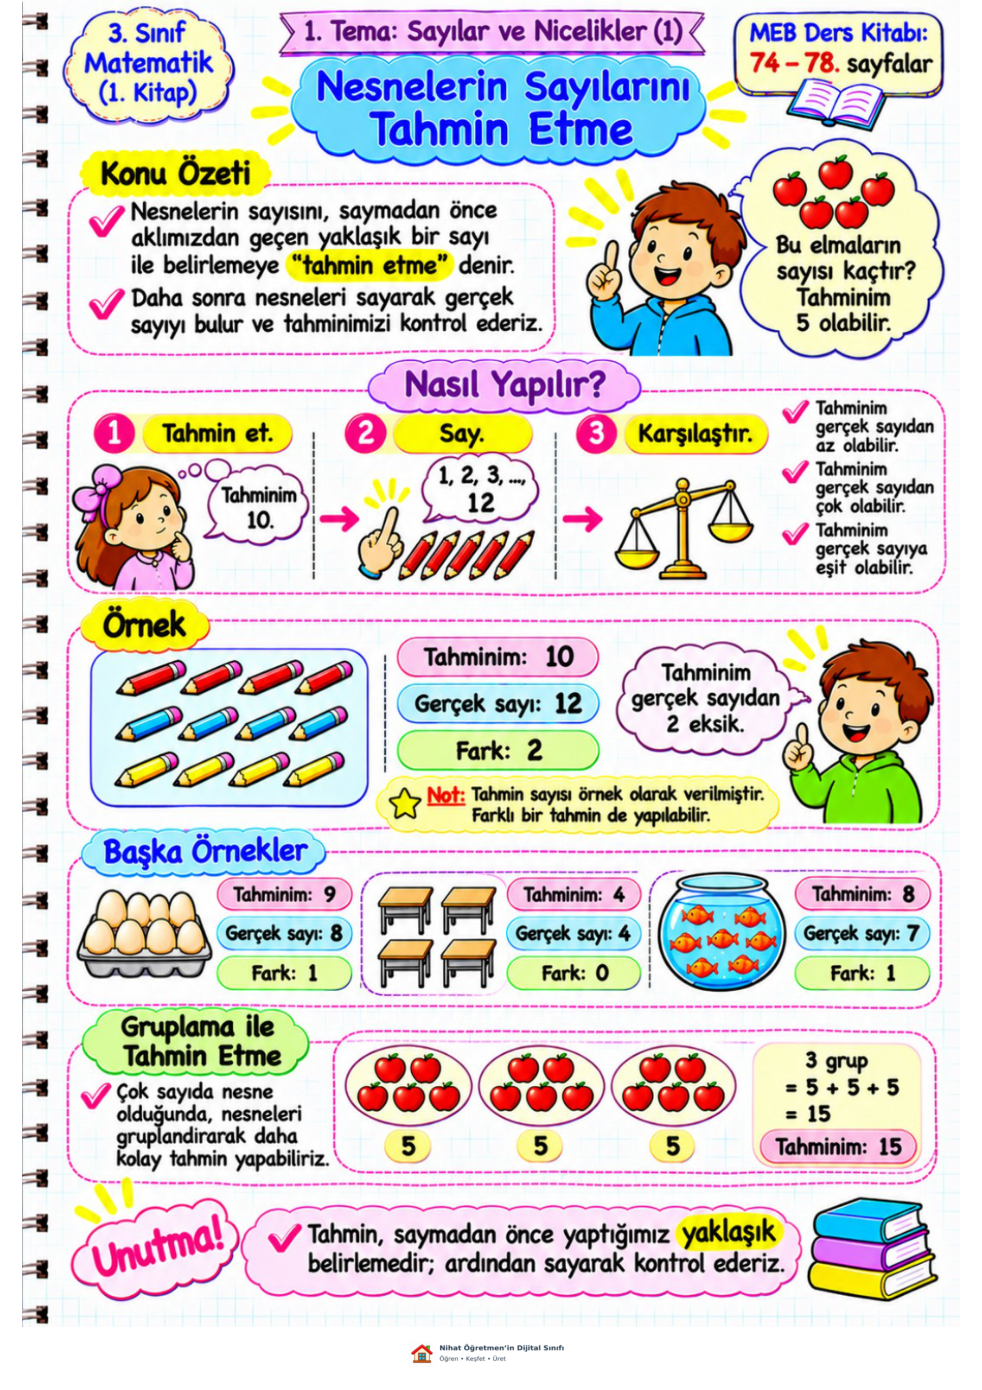 3. Sınıf
Matematik
(1. Kitap)
1. Tema: Sayılar ve Nicelikler (1)
MEB Ders Kitabı:
74 – 78. sayfalar
Nesnelerin Sayılarını
Tahmin Etme
Konu Özeti
Nesnelerin sayısını, saymadan önce
aklımızdan geçen yaklaşık bir sayı
ile belirlemeye “tahmin etme” denir.
Daha sonra nesneleri sayarak gerçek
sayıyı bulur ve tahminimizi kontrol ederiz.
Bu elmaların
sayısı kaçtır?
Tahminim
5 olabilir.
Nasıl Yapılır?
1 Tahmin et.
Tahminim
10.
2 Say.
1, 2, 3, ...,
12
3 Karşılaştır.
Tahminim
gerçek sayıdan
az olabilir.
Tahminim
gerçek sayıdan
çok olabilir.
Tahminim
gerçek sayıya
eşit olabilir.
Örnek
Tahminim: 10
Gerçek sayı: 12
Fark: 2
Tahminim
gerçek sayıdan
2 eksik.
Not: Tahmin sayısı örnek olarak verilmiştir.
Farklı bir tahmin de yapılabilir.
Başka Örnekler
Tahminim: 9
Gerçek sayı: 8
Fark: 1
Tahminim: 4
Gerçek sayı: 4
Fark: 0
Tahminim: 8
Gerçek sayı: 7
Fark: 1
Gruplama ile
Tahmin Etme
Çok sayıda nesne
olduğunda, nesneleri
gruplandırarak daha
kolay tahmin yapabiliriz.
5
5
5
3 grup
= 5 + 5 + 5
= 15
Tahminim: 15
Unutma!
Tahmin, saymadan önce yaptığımız yaklaşık
belirlemedir; ardından sayarak kontrol ederiz.
Nihat Öğretmen’in Dijital Sınıfı
Öğren • Keşfet • Üret